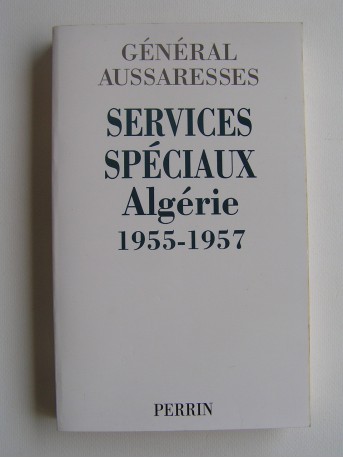 GÉNÉRAL
AUSSARESSES
SERVICES
SPÉCIAUX
Algérie
1955-1957
PERRIN